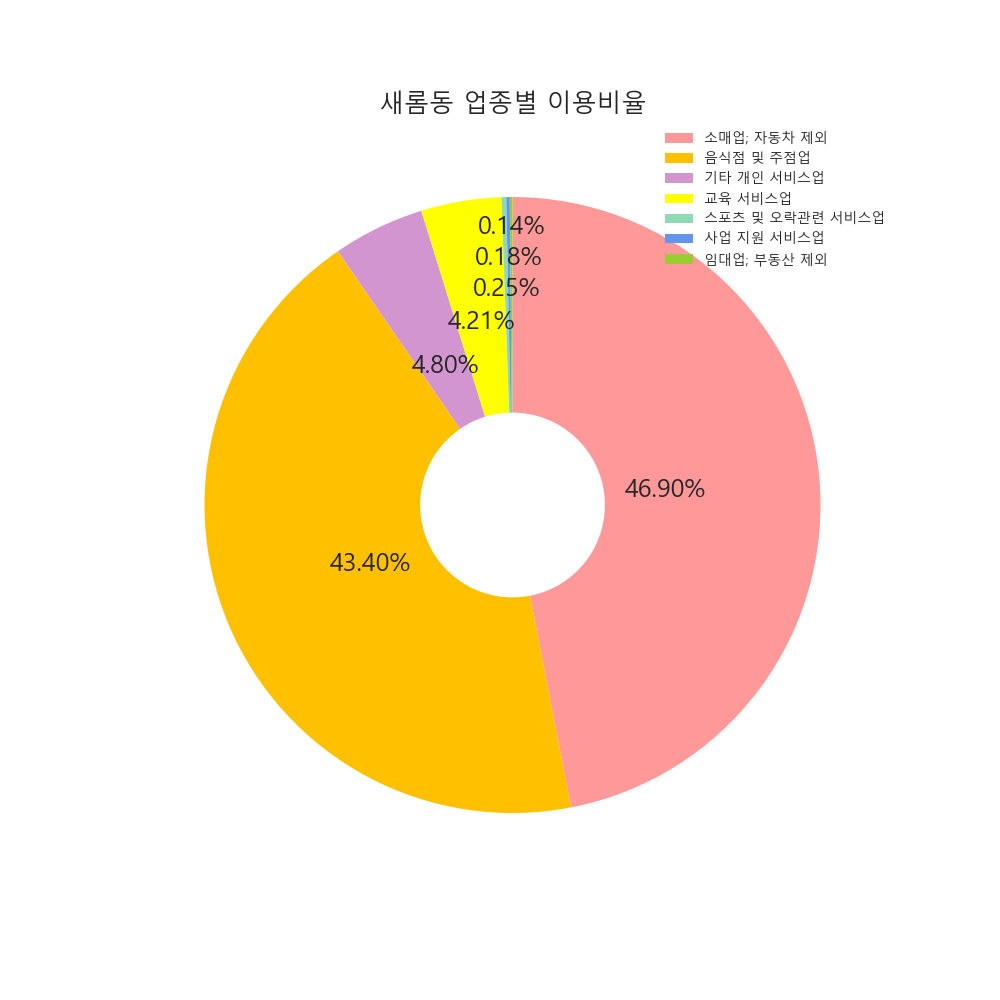 새롬동 업종별 이용비율
소매업; 자동차 제외
음식점 및 주점업
기타 개인 서비스업
교육 서비스업
스포츠 및 오락관련 서비스업
사업 지원 서비스업
임대업; 부동산 제외
0.14%
0.18%
0.25%
4.21%
4.80%
46.90%
43.40%